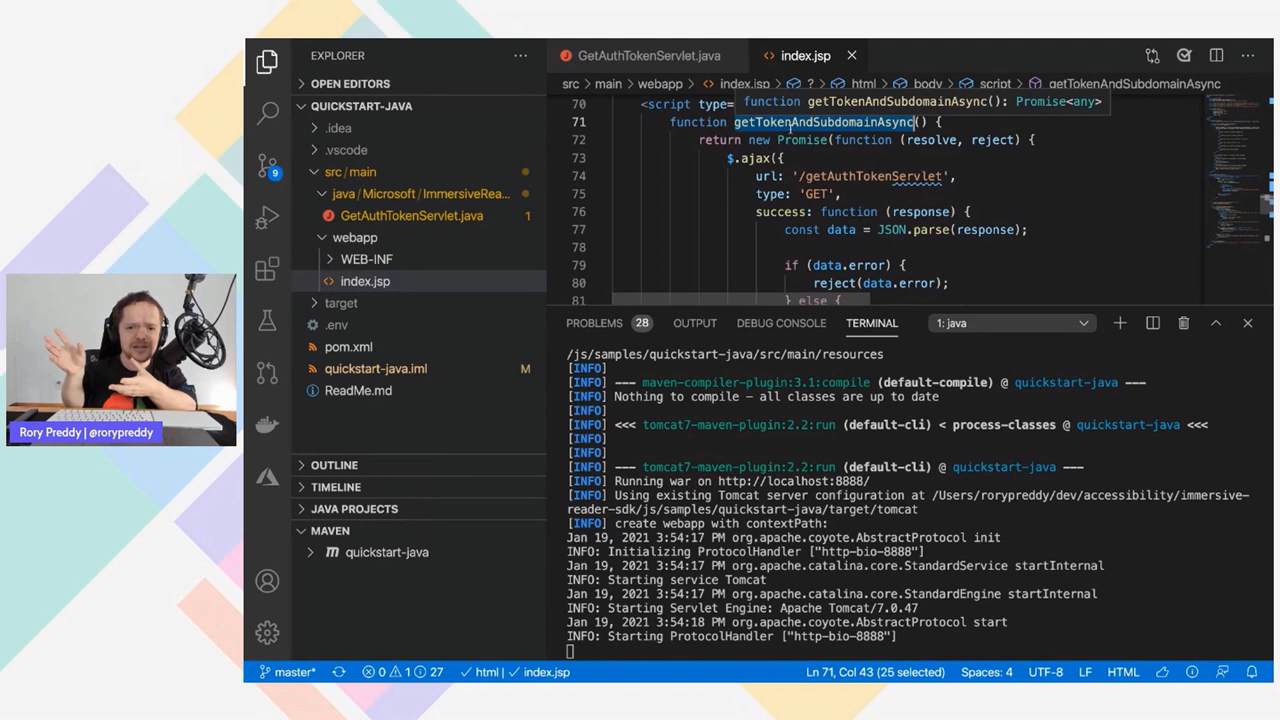 EXPLORER
GetAuthTokenServlet.java
index.jsp
OPEN EDITORS
QUICKSTART-JAVA
.idea
.vscode
src/main
java/Microsoft/ImmersiveRea...
GetAuthTokenServlet.java 1
webapp
WEB-INF
index.jsp
target
.env
pom.xml
quickstart-java.iml M
ReadMe.md
OUTLINE
TIMELINE
JAVA PROJECTS
MAVEN
quickstart-java
9
src > main > webapp > index.jsp > ? > html > body > script > getTokenAndSubdomainAsync
function getTokenAndSubdomainAsync(): Promise<any>
70 <script type=
71 function getTokenAndSubdomainAsync() {
72 return new Promise(function (resolve, reject) {
73 $.ajax({
74 url: '/getAuthTokenServlet',
75 type: 'GET',
76 success: function (response) {
77 const data = JSON.parse(response);
78
79 if (data.error) {
80 reject(data.error);
81 } else {
PROBLEMS 28 OUTPUT DEBUG CONSOLE TERMINAL 1: java
/js/samples/quickstart-java/src/main/resources
[INFO]
[INFO] --- maven-compiler-plugin:3.1:compile (default-compile) @ quickstart-java ---
[INFO] Nothing to compile - all classes are up to date
[INFO]
[INFO] <<< tomcat7-maven-plugin:2.2:run (default-cli) < process-classes @ quickstart-java <<<
[INFO]
[INFO]
[INFO] --- tomcat7-maven-plugin:2.2:run (default-cli) @ quickstart-java ---
[INFO] Running war on http://localhost:8888/
[INFO] Using existing Tomcat server configuration at /Users/rorypreddy/dev/accessibility/immersive-
reader-sdk/js/samples/quickstart-java/target/tomcat
[INFO] create webapp with contextPath:
Jan 19, 2021 3:54:17 PM org.apache.coyote.AbstractProtocol init
INFO: Initializing ProtocolHandler ["http-bio-8888"]
Jan 19, 2021 3:54:17 PM org.apache.catalina.core.StandardService startInternal
INFO: Starting service Tomcat
Jan 19, 2021 3:54:17 PM org.apache.catalina.core.StandardEngine startInternal
INFO: Starting Servlet Engine: Apache Tomcat/7.0.47
Jan 19, 2021 3:54:18 PM org.apache.coyote.AbstractProtocol start
INFO: Starting ProtocolHandler ["http-bio-8888"]
Rory Preddy | @rorypreddy
master* 0 1 27 html | index.jsp Ln 71, Col 43 (25 selected) Spaces: 4 UTF-8 LF HTML